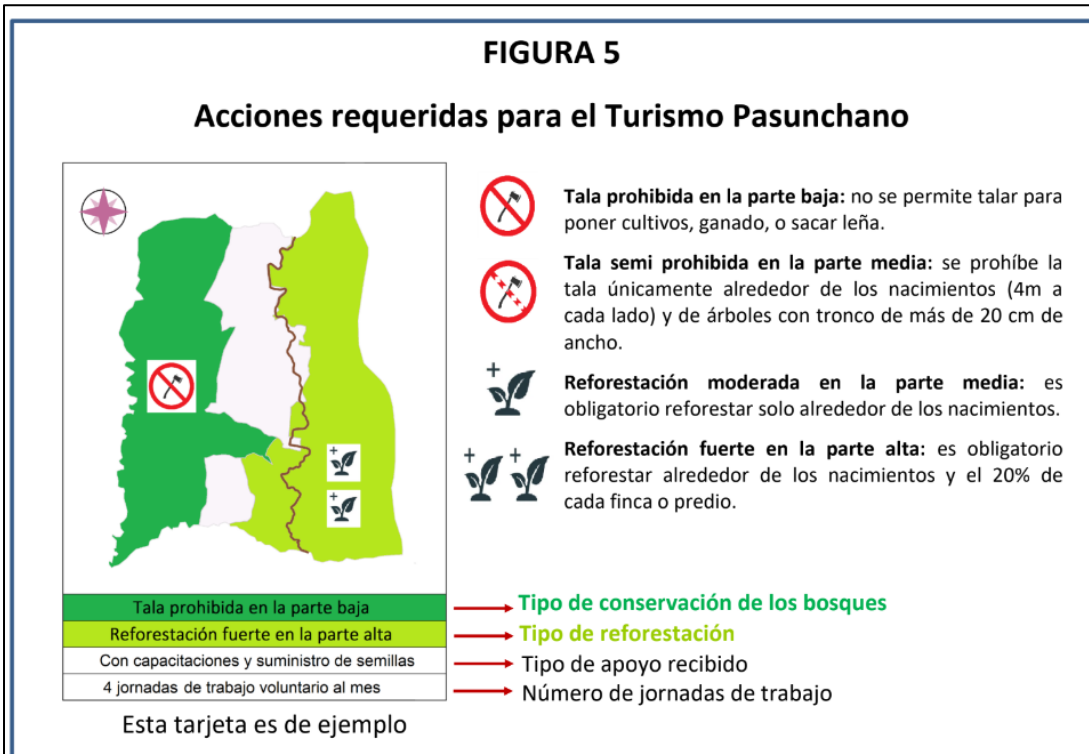 FIGURA 5
Acciones requeridas para el Turismo Pasunchano
Tala prohibida en la parte baja: no se permite talar para
poner cultivos, ganado, o sacar leña.
Tala semi prohibida en la parte media: se prohíbe la
tala únicamente alrededor de los nacimientos (4m a
cada lado) y de árboles con tronco de más de 20 cm de
ancho.
Reforestación moderada en la parte media: es
obligatorio reforestar solo alrededor de los nacimientos.
Reforestación fuerte en la parte alta: es obligatorio
reforestar alrededor de los nacimientos y el 20% de
cada finca o predio.
Tala prohibida en la parte baja
Tipo de conservación de los bosques
Reforestación fuerte en la parte alta
Tipo de reforestación
Con capacitaciones y suministro de semillas
Tipo de apoyo recibido
4 jornadas de trabajo voluntario al mes
Número de jornadas de trabajo
Esta tarjeta es de ejemplo